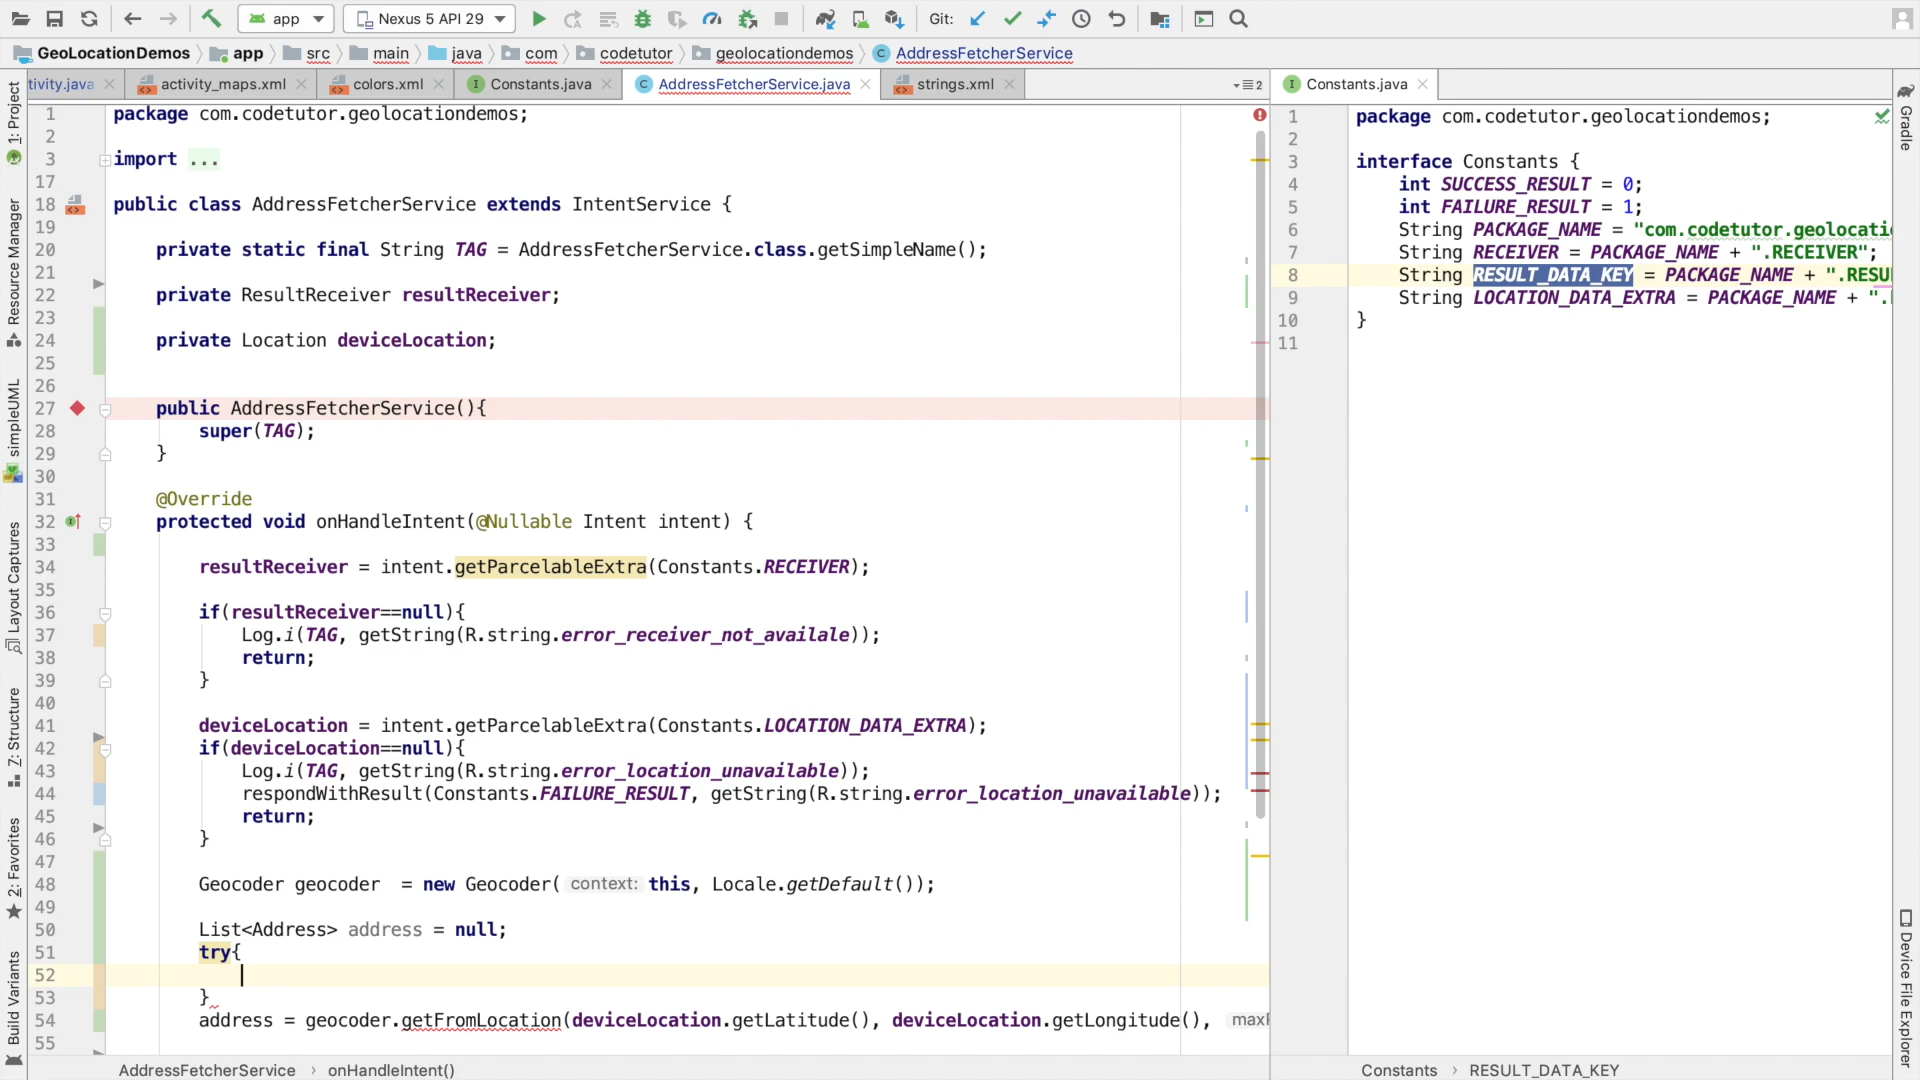 app
Nexus 5 API 29
Git:
GeoLocationDemos
app
src
main
java
com
codetutor
geolocationdemos
AddressFetcherService
tivity.java
activity_maps.xml
colors.xml
Constants.java
AddressFetcherService.java
strings.xml
2
Constants.java
1: Project
Resource Manager
simpleUML
Layout Captures
7: Structure
2: Favorites
Build Variants
Gradle
Device File Explorer
1 package com.codetutor.geolocationdemos;
2
3 import ...
17
18 public class AddressFetcherService extends IntentService {
19
20 private static final String TAG = AddressFetcherService.class.getSimpleName();
21
22 private ResultReceiver resultReceiver;
23
24 private Location deviceLocation;
25
26
27 public AddressFetcherService(){
28 super(TAG);
29 }
30
31 @Override
32 protected void onHandleIntent(@Nullable Intent intent) {
33
34 resultReceiver = intent.getParcelableExtra(Constants.RECEIVER);
35
36 if(resultReceiver==null){
37 Log.i(TAG, getString(R.string.error_receiver_not_availale));
38 return;
39 }
40
41 deviceLocation = intent.getParcelableExtra(Constants.LOCATION_DATA_EXTRA);
42 if(deviceLocation==null){
43 Log.i(TAG, getString(R.string.error_location_unavailable));
44 respondWithResult(Constants.FAILURE_RESULT, getString(R.string.error_location_unavailable));
45 return;
46 }
47
48 Geocoder geocoder  = new Geocoder( context: this, Locale.getDefault());
49
50 List<Address> address = null;
51 try{
52
53 }
54 address = geocoder.getFromLocation(deviceLocation.getLatitude(), deviceLocation.getLongitude(),
55
AddressFetcherService
onHandleIntent()
1 package com.codetutor.geolocationdemos;
2
3 interface Constants {
4 int SUCCESS_RESULT = 0;
5 int FAILURE_RESULT = 1;
6 String PACKAGE_NAME = "com.codetutor.geolocati
7 String RECEIVER = PACKAGE_NAME + ".RECEIVER";
8 String RESULT_DATA_KEY = PACKAGE_NAME + ".RESU
9 String LOCATION_DATA_EXTRA = PACKAGE_NAME + ".
10 }
11
Constants
RESULT_DATA_KEY